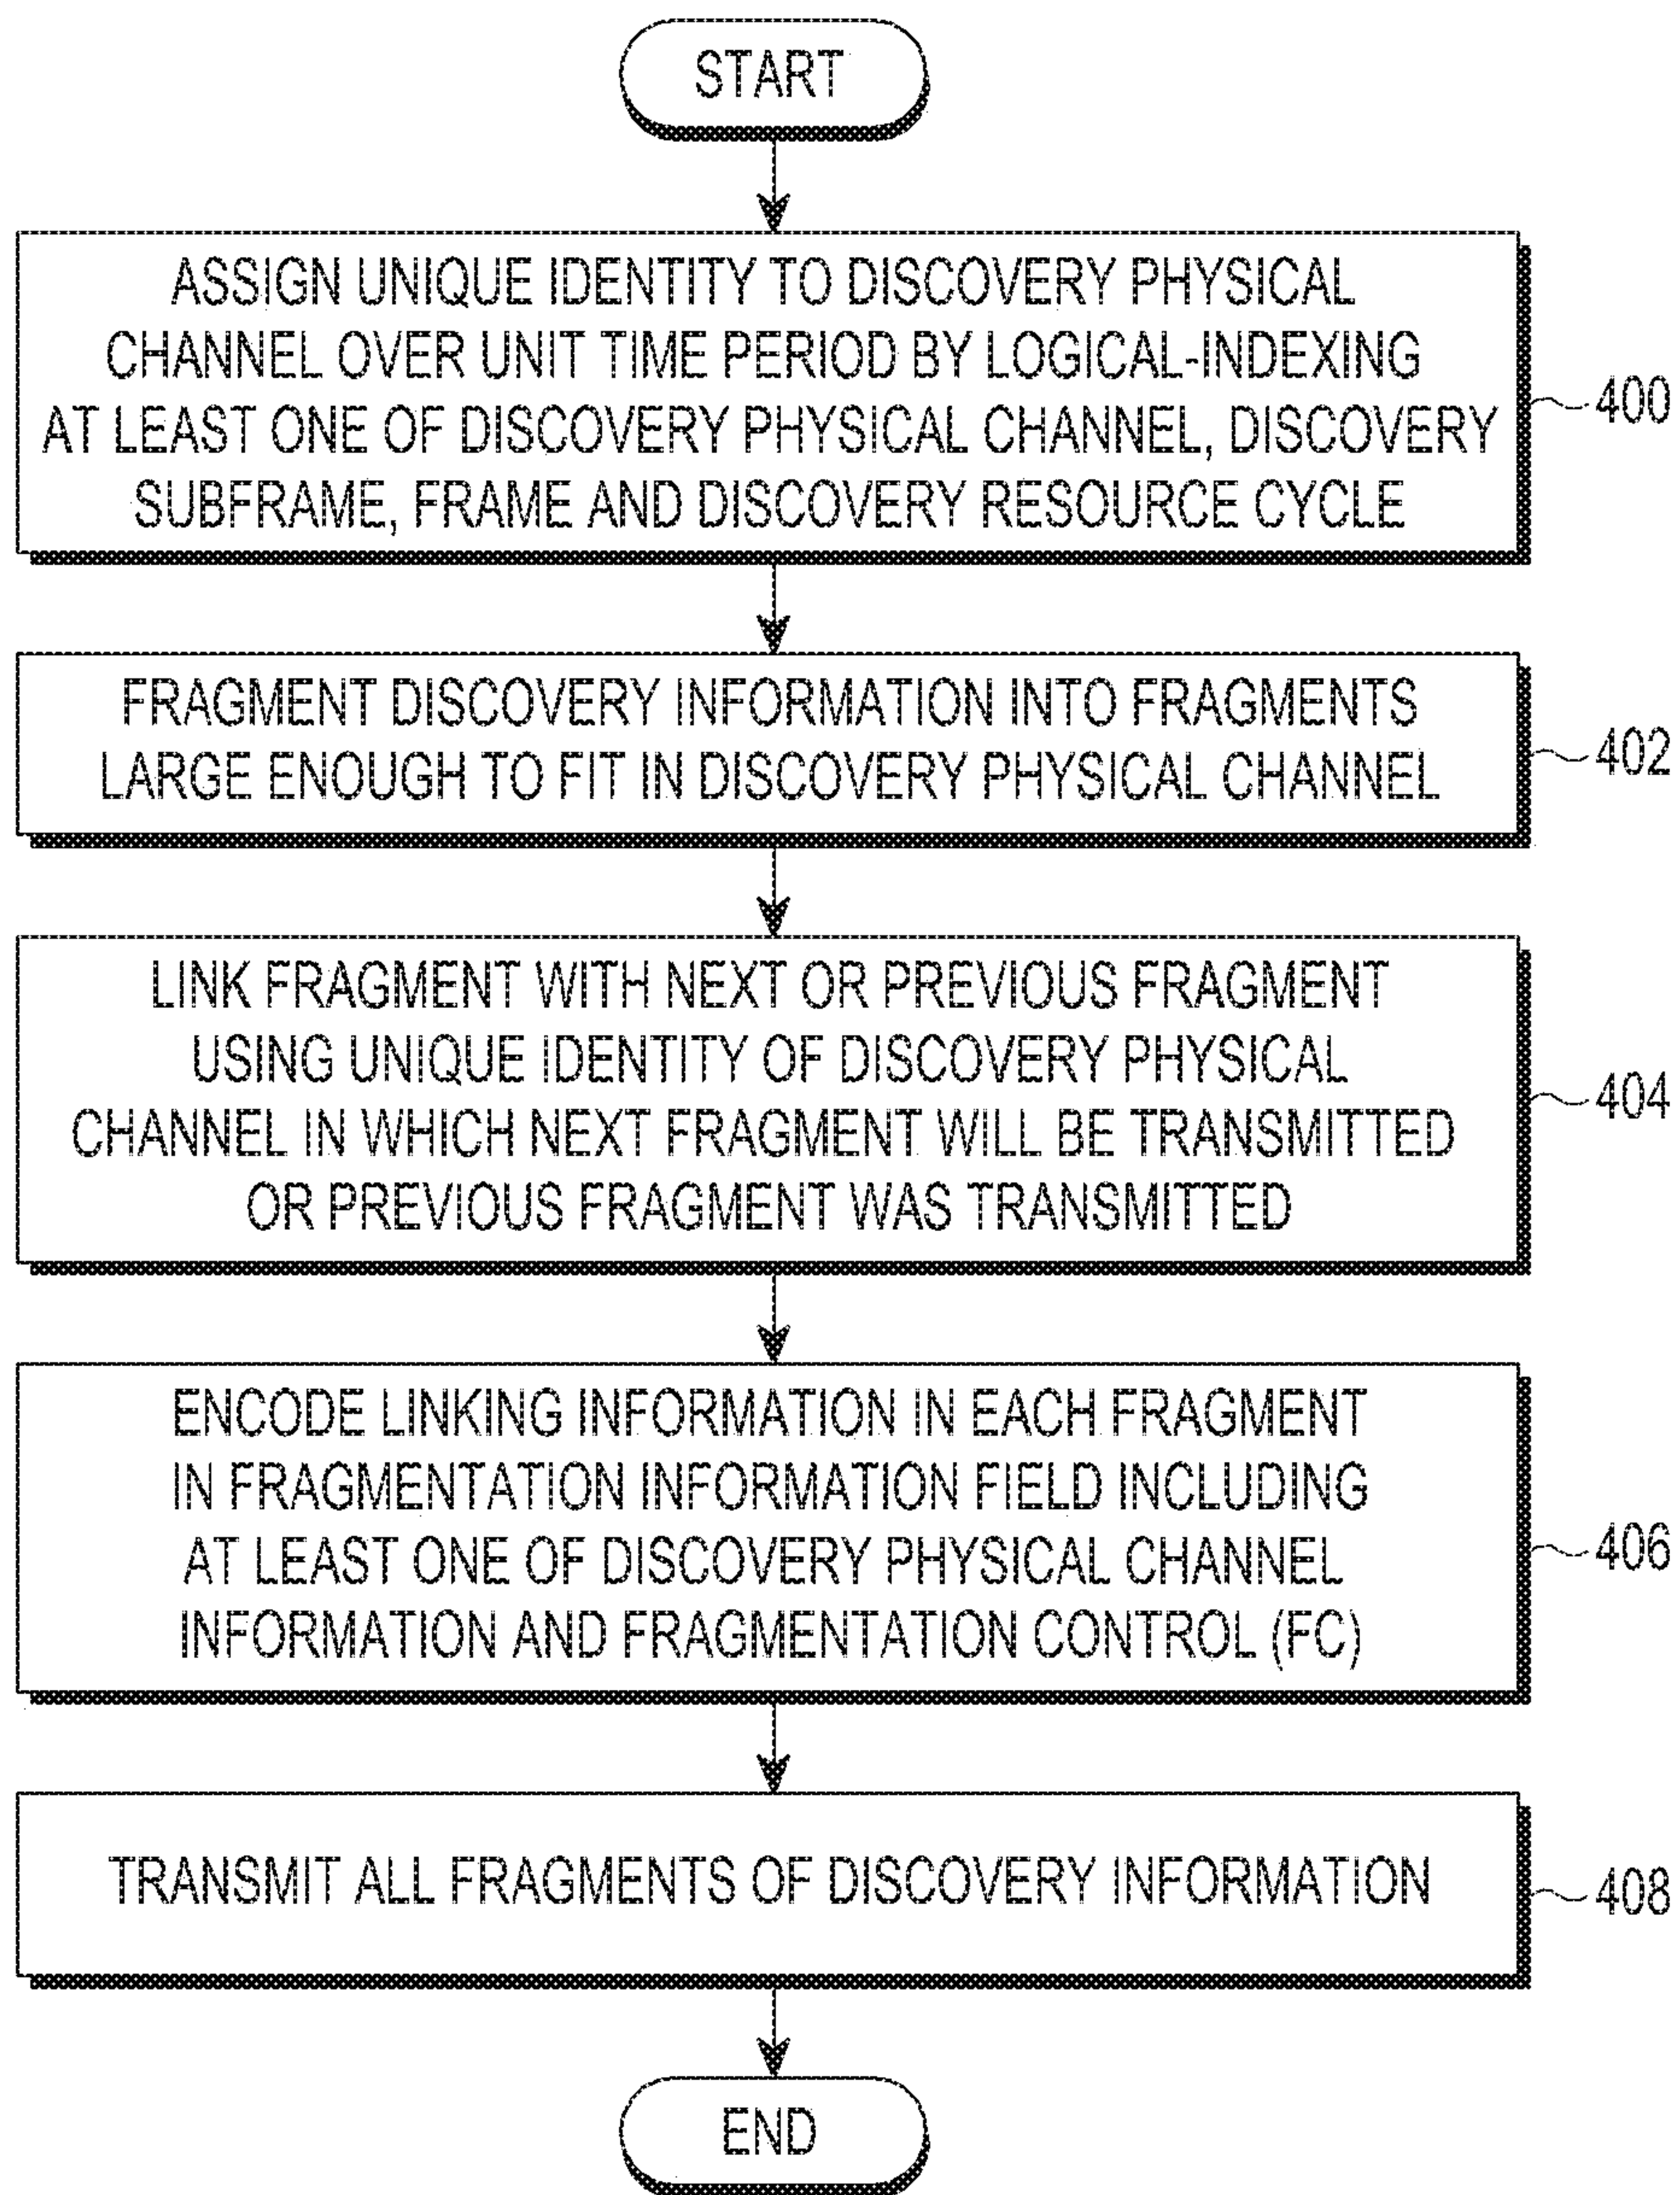 START
ASSIGN UNIQUE IDENTITY TO DISCOVERY PHYSICAL
CHANNEL OVER UNIT TIME PERIOD BY LOGICAL-INDEXING
AT LEAST ONE OF DISCOVERY PHYSICAL CHANNEL, DISCOVERY
SUBFRAME, FRAME AND DISCOVERY RESOURCE CYCLE
400
FRAGMENT DISCOVERY INFORMATION INTO FRAGMENTS
LARGE ENOUGH TO FIT IN DISCOVERY PHYSICAL CHANNEL
402
LINK FRAGMENT WITH NEXT OR PREVIOUS FRAGMENT
USING UNIQUE IDENTITY OF DISCOVERY PHYSICAL
CHANNEL IN WHICH NEXT FRAGMENT WILL BE TRANSMITTED
OR PREVIOUS FRAGMENT WAS TRANSMITTED
404
ENCODE LINKING INFORMATION IN EACH FRAGMENT
IN FRAGMENTATION INFORMATION FIELD INCLUDING
AT LEAST ONE OF DISCOVERY PHYSICAL CHANNEL
INFORMATION AND FRAGMENTATION CONTROL (FC)
406
TRANSMIT ALL FRAGMENTS OF DISCOVERY INFORMATION
408
END